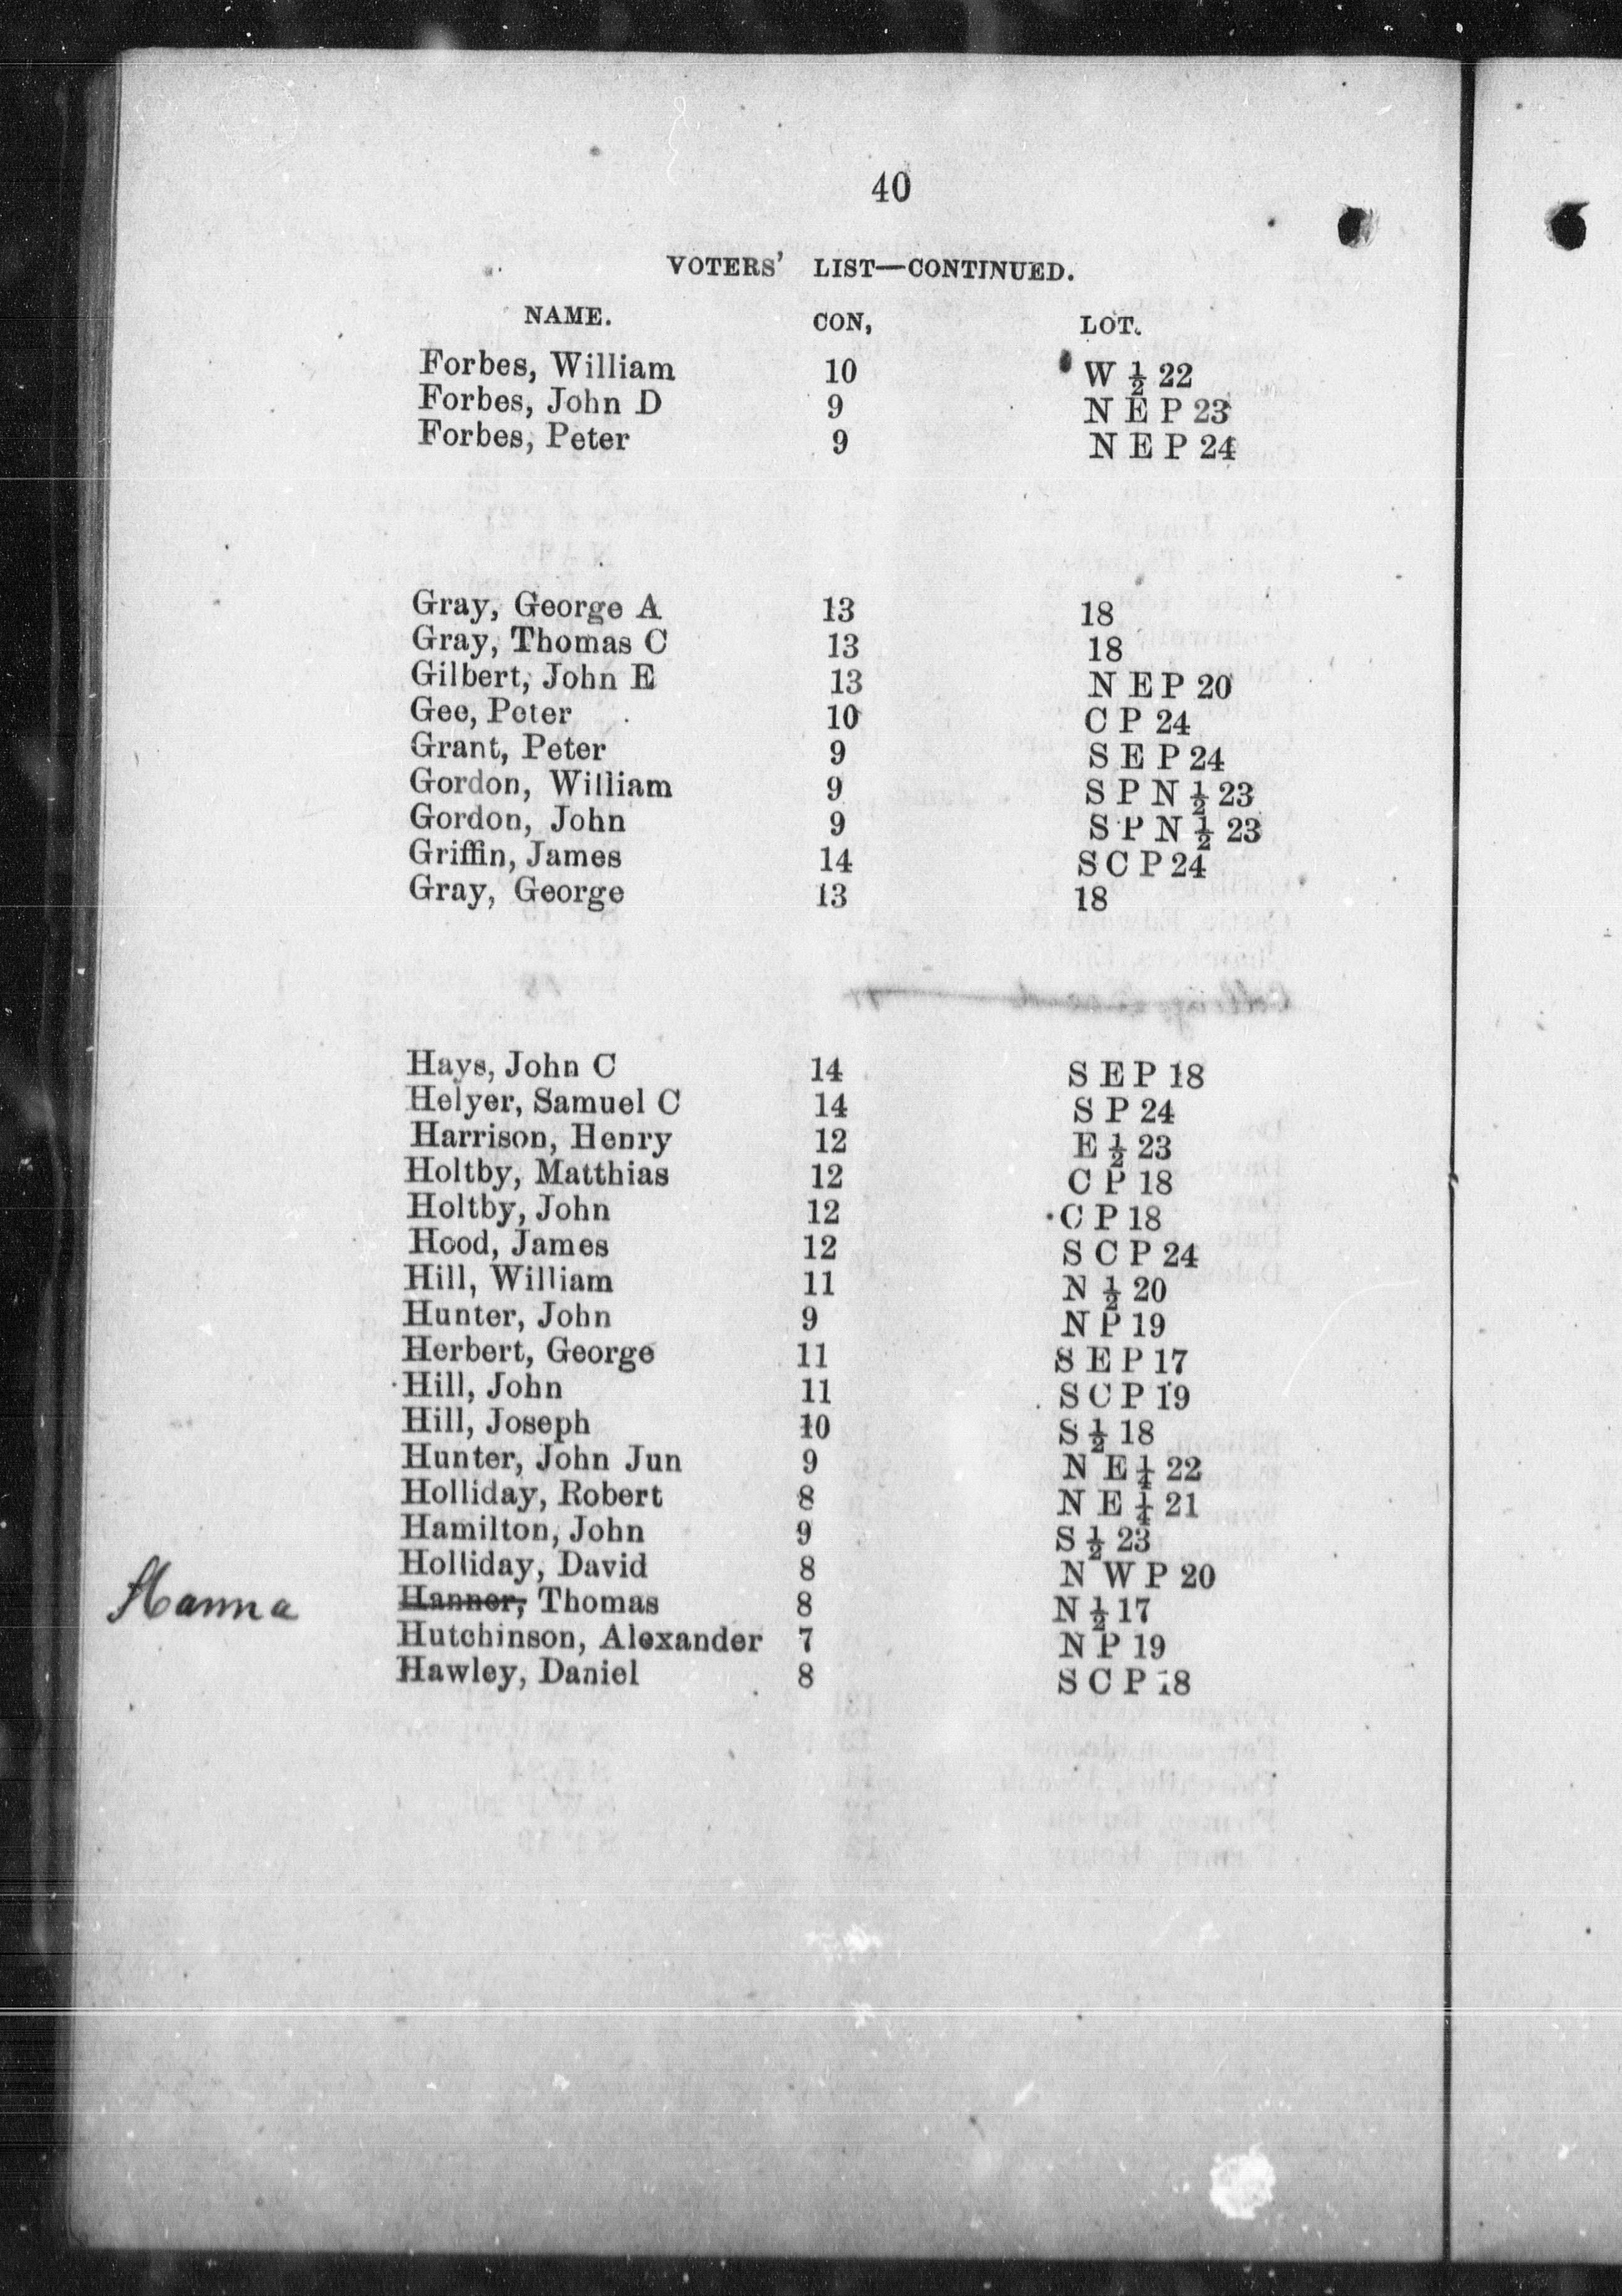 40
VOTERS' LIST—CONTINUED.
NAME. CON, LOT.
Forbes, William 10 W ½ 22
Forbes, John D 9 N E P 23
Forbes, Peter 9 N E P 24
Gray, George A 13 18
Gray, Thomas C 13 18
Gilbert, John E 13 N E P 20
Gee, Peter 10 C P 24
Grant, Peter 9 S E P 24
Gordon, William 9 S P N ½ 23
Gordon, John 9 S P N ½ 23
Griffin, James 14 S C P 24
Gray, George 13 18
Hays, John C 14 S E P 18
Helyer, Samuel C 14 S P 24
Harrison, Henry 12 E ½ 23
Holtby, Matthias 12 C P 18
Holtby, John 12 C P 18
Hood, James 12 S C P 24
Hill, William 11 N ½ 20
Hunter, John 9 N P 19
Herbert, George 11 S E P 17
Hill, John 11 S C P 19
Hill, Joseph 10 S ½ 18
Hunter, John Jun 9 N E ¼ 22
Holliday, Robert 8 N E ¼ 21
Hamilton, John 9 S ½ 23
Holliday, David 8 N W P 20
Hanna Hanner, Thomas 8 N ½ 17
Hutchinson, Alexander 7 N P 19
Hawley, Daniel 8 S C P 18